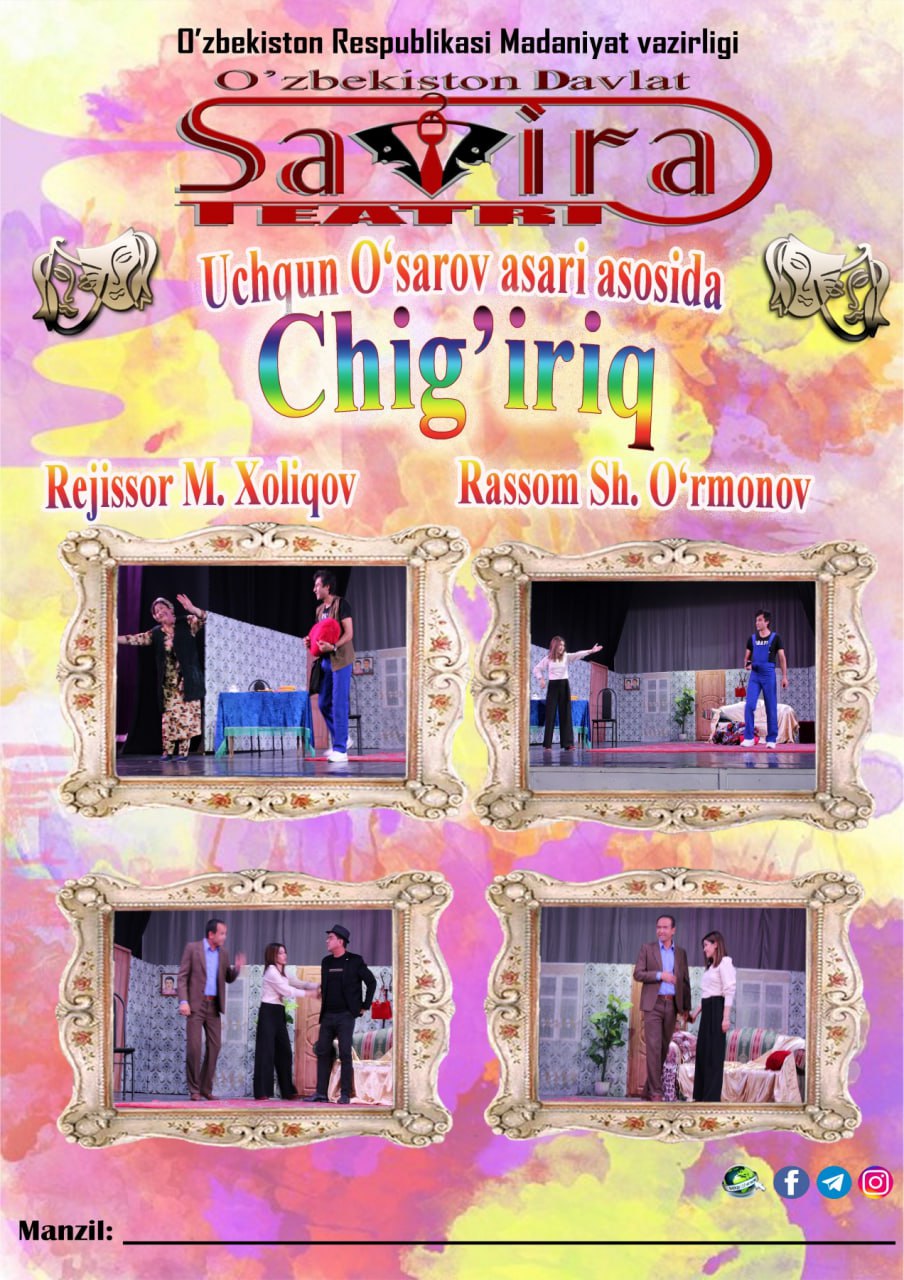 O’zbekiston Respublikasi Madaniyat vazirligi
O’zbekiston Davlat
Satira
TEATRI
Uchqun O‘sarov asari asosida
Chig’iriq
Rejissor M. Xoliqov
Rassom Sh. O‘rmonov
Manzil: